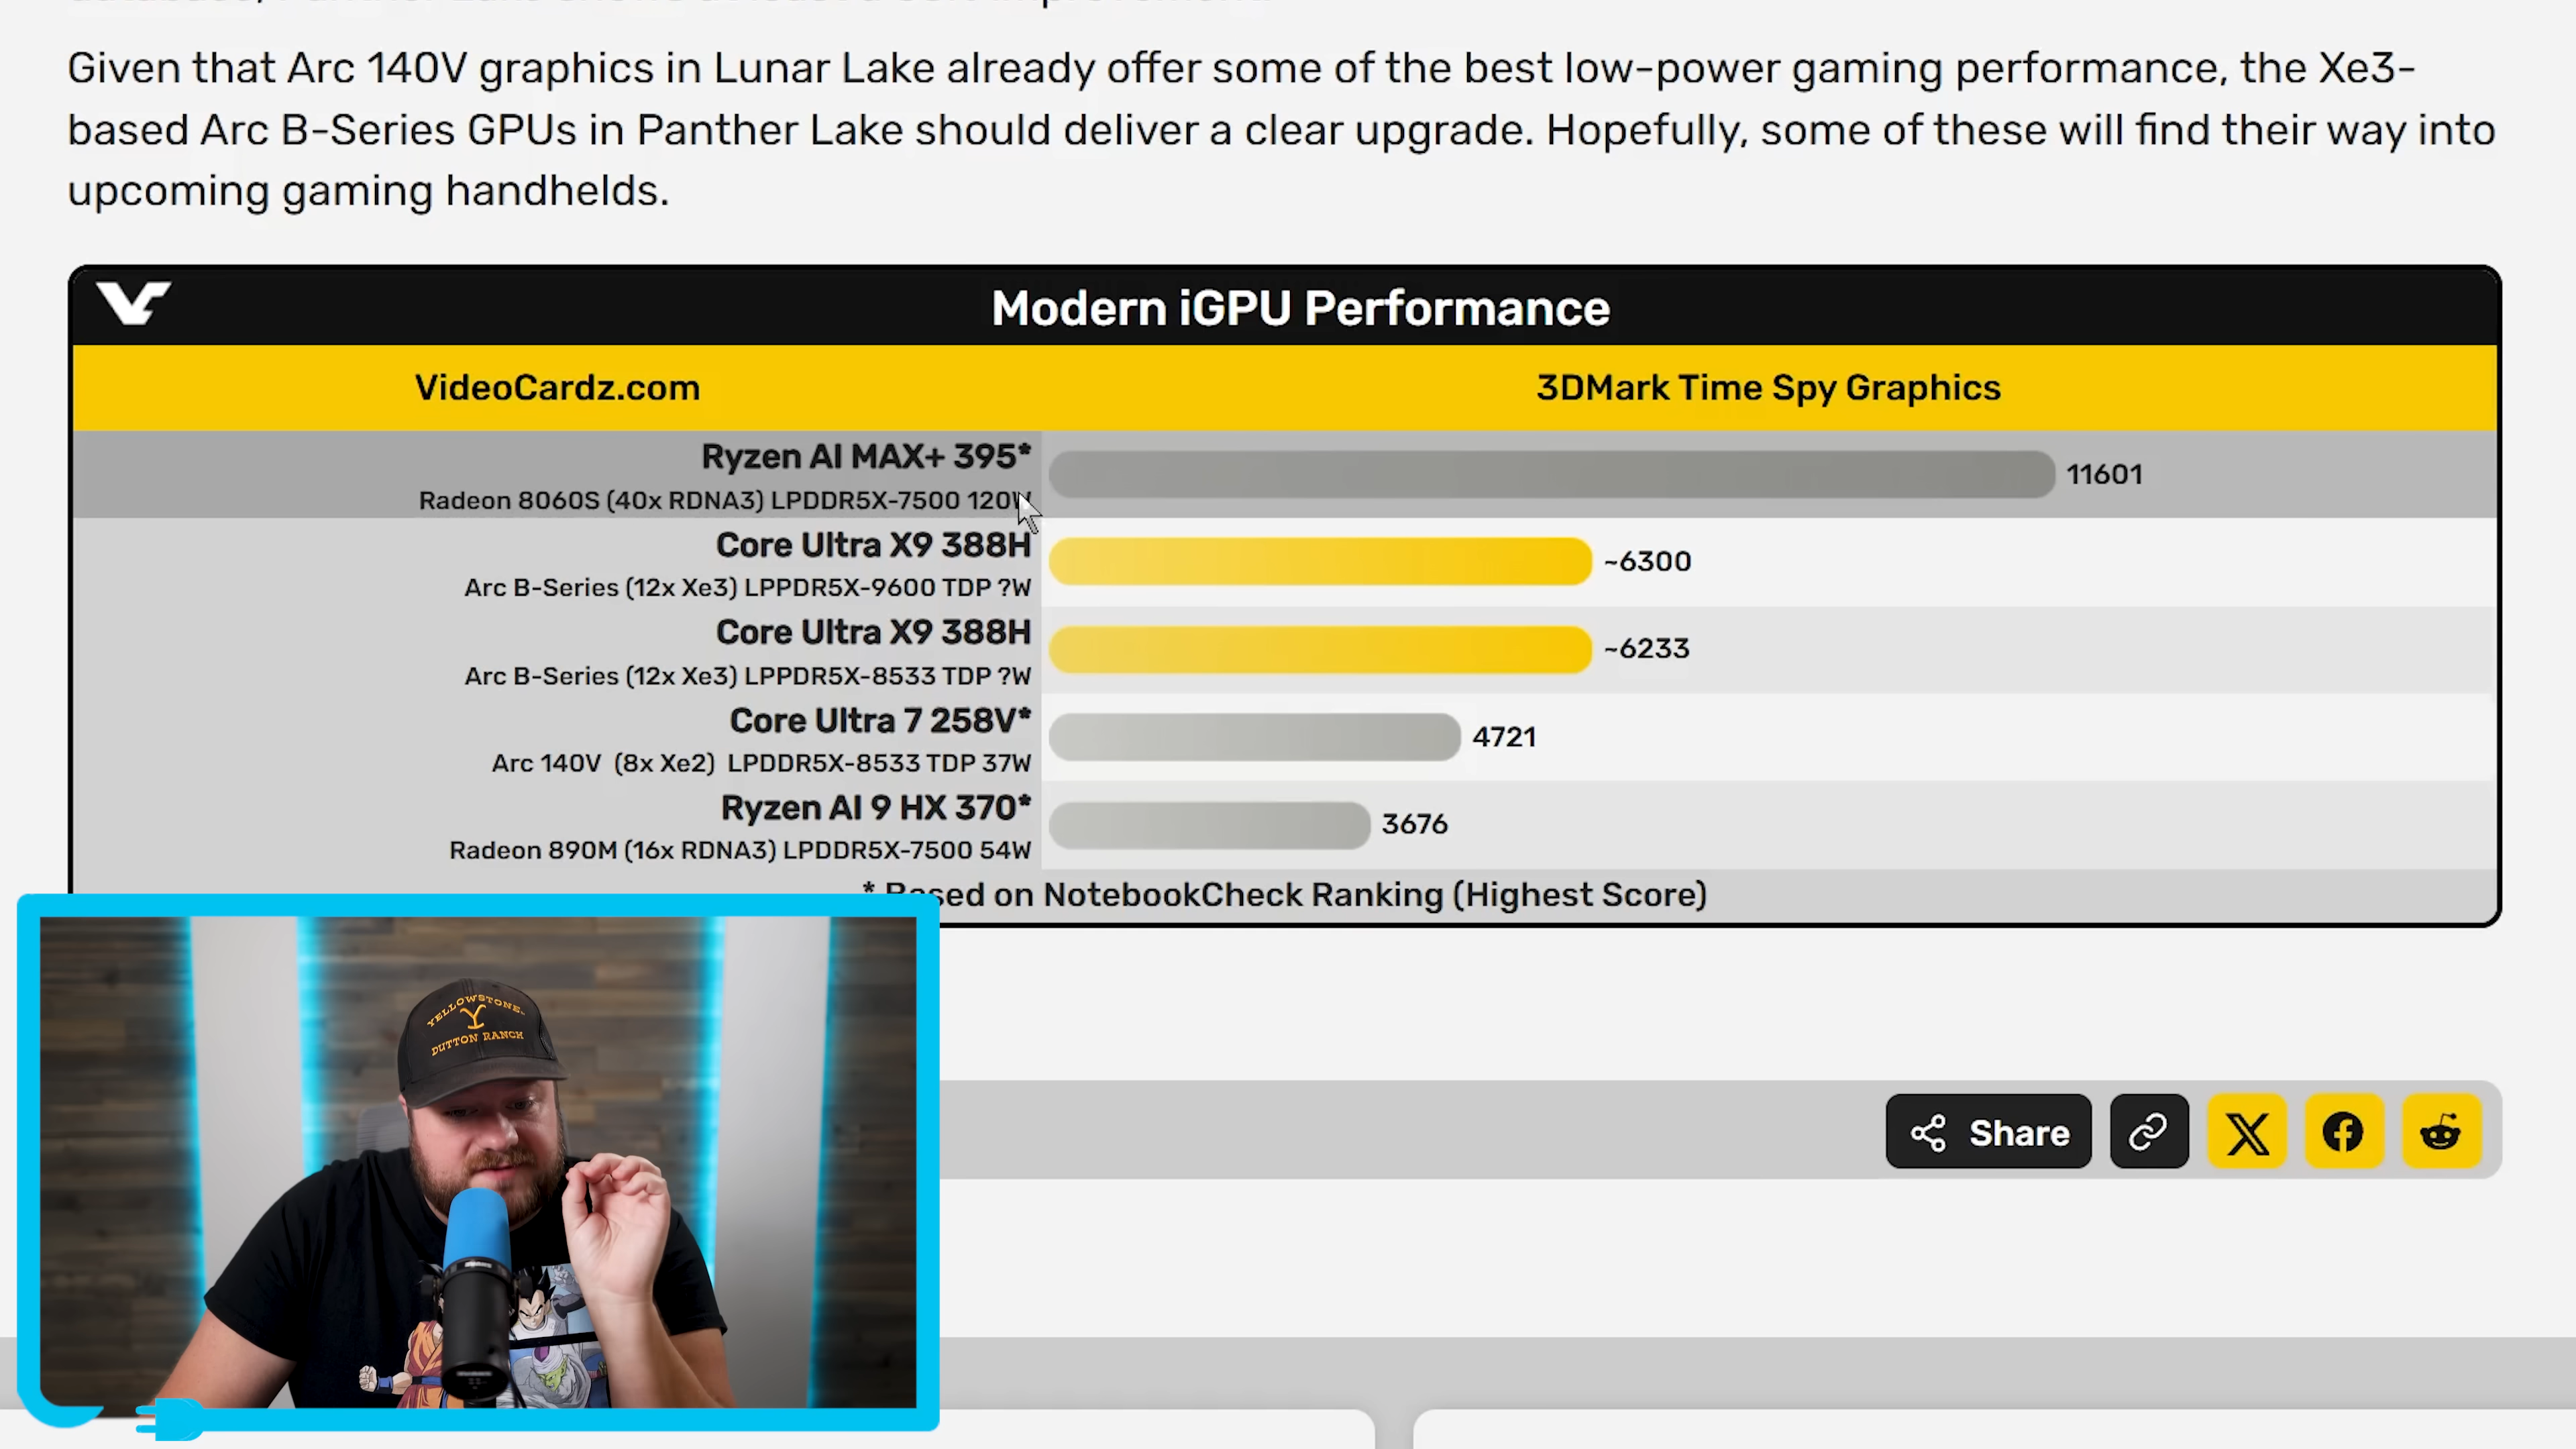 Given that Arc 140V graphics in Lunar Lake already offer some of the best low-power gaming performance, the Xe3-
based Arc B-Series GPUs in Panther Lake should deliver a clear upgrade. Hopefully, some of these will find their way into
upcoming gaming handhelds.
Modern iGPU Performance
VideoCardz.com
3DMark Time Spy Graphics
Ryzen AI MAX+ 395*
Radeon 8060S (40x RDNA3) LPDDR5X-7500 120W
11601
Core Ultra X9 388H
Arc B-Series (12x Xe3) LPPDR5X-9600 TDP ?W
~6300
Core Ultra X9 388H
Arc B-Series (12x Xe3) LPPDR5X-8533 TDP ?W
~6233
Core Ultra 7 258V*
Arc 140V (8x Xe2) LPDDR5X-8533 TDP 37W
4721
Ryzen AI 9 HX 370*
Radeon 890M (16x RDNA3) LPDDR5X-7500 54W
3676
* Based on NotebookCheck Ranking (Highest Score)
YELLOWSTONE
Y
DUTTON RANCH
Share